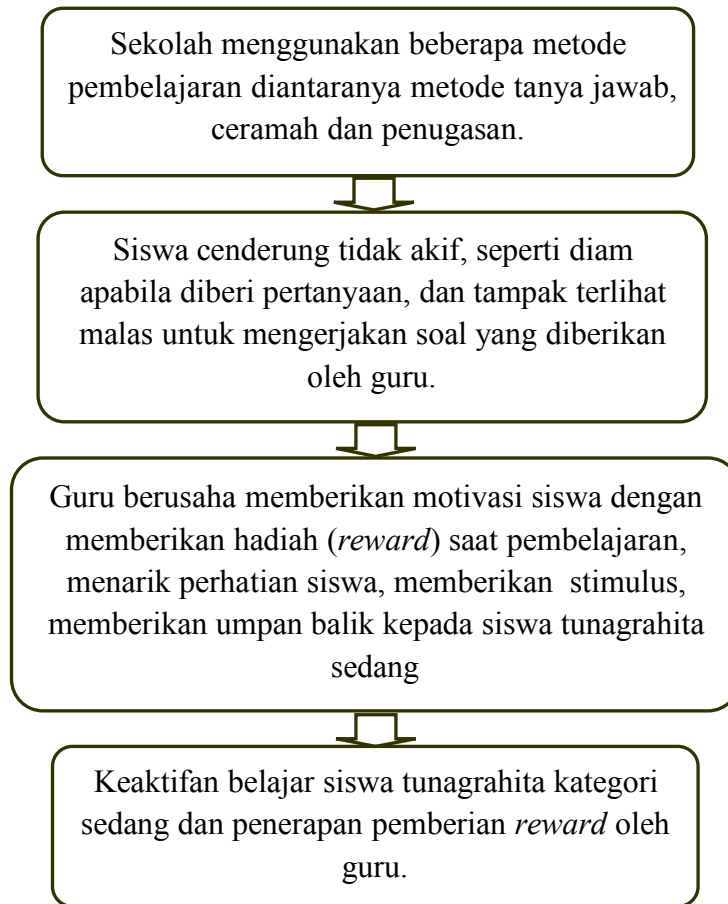 Sekolah menggunakan beberapa metode
pembelajaran diantaranya metode tanya jawab,
ceramah dan penugasan.
Siswa cenderung tidak akif, seperti diam
apabila diberi pertanyaan, dan tampak terlihat
malas untuk mengerjakan soal yang diberikan
oleh guru.
Guru berusaha memberikan motivasi siswa dengan
memberikan hadiah (reward) saat pembelajaran,
menarik perhatian siswa, memberikan stimulus,
memberikan umpan balik kepada siswa tunagrahita
sedang
Keaktifan belajar siswa tunagrahita kategori
sedang dan penerapan pemberian reward oleh
guru.